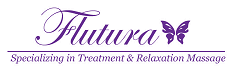 Flutura
Specializing in Treatment & Relaxation Massage